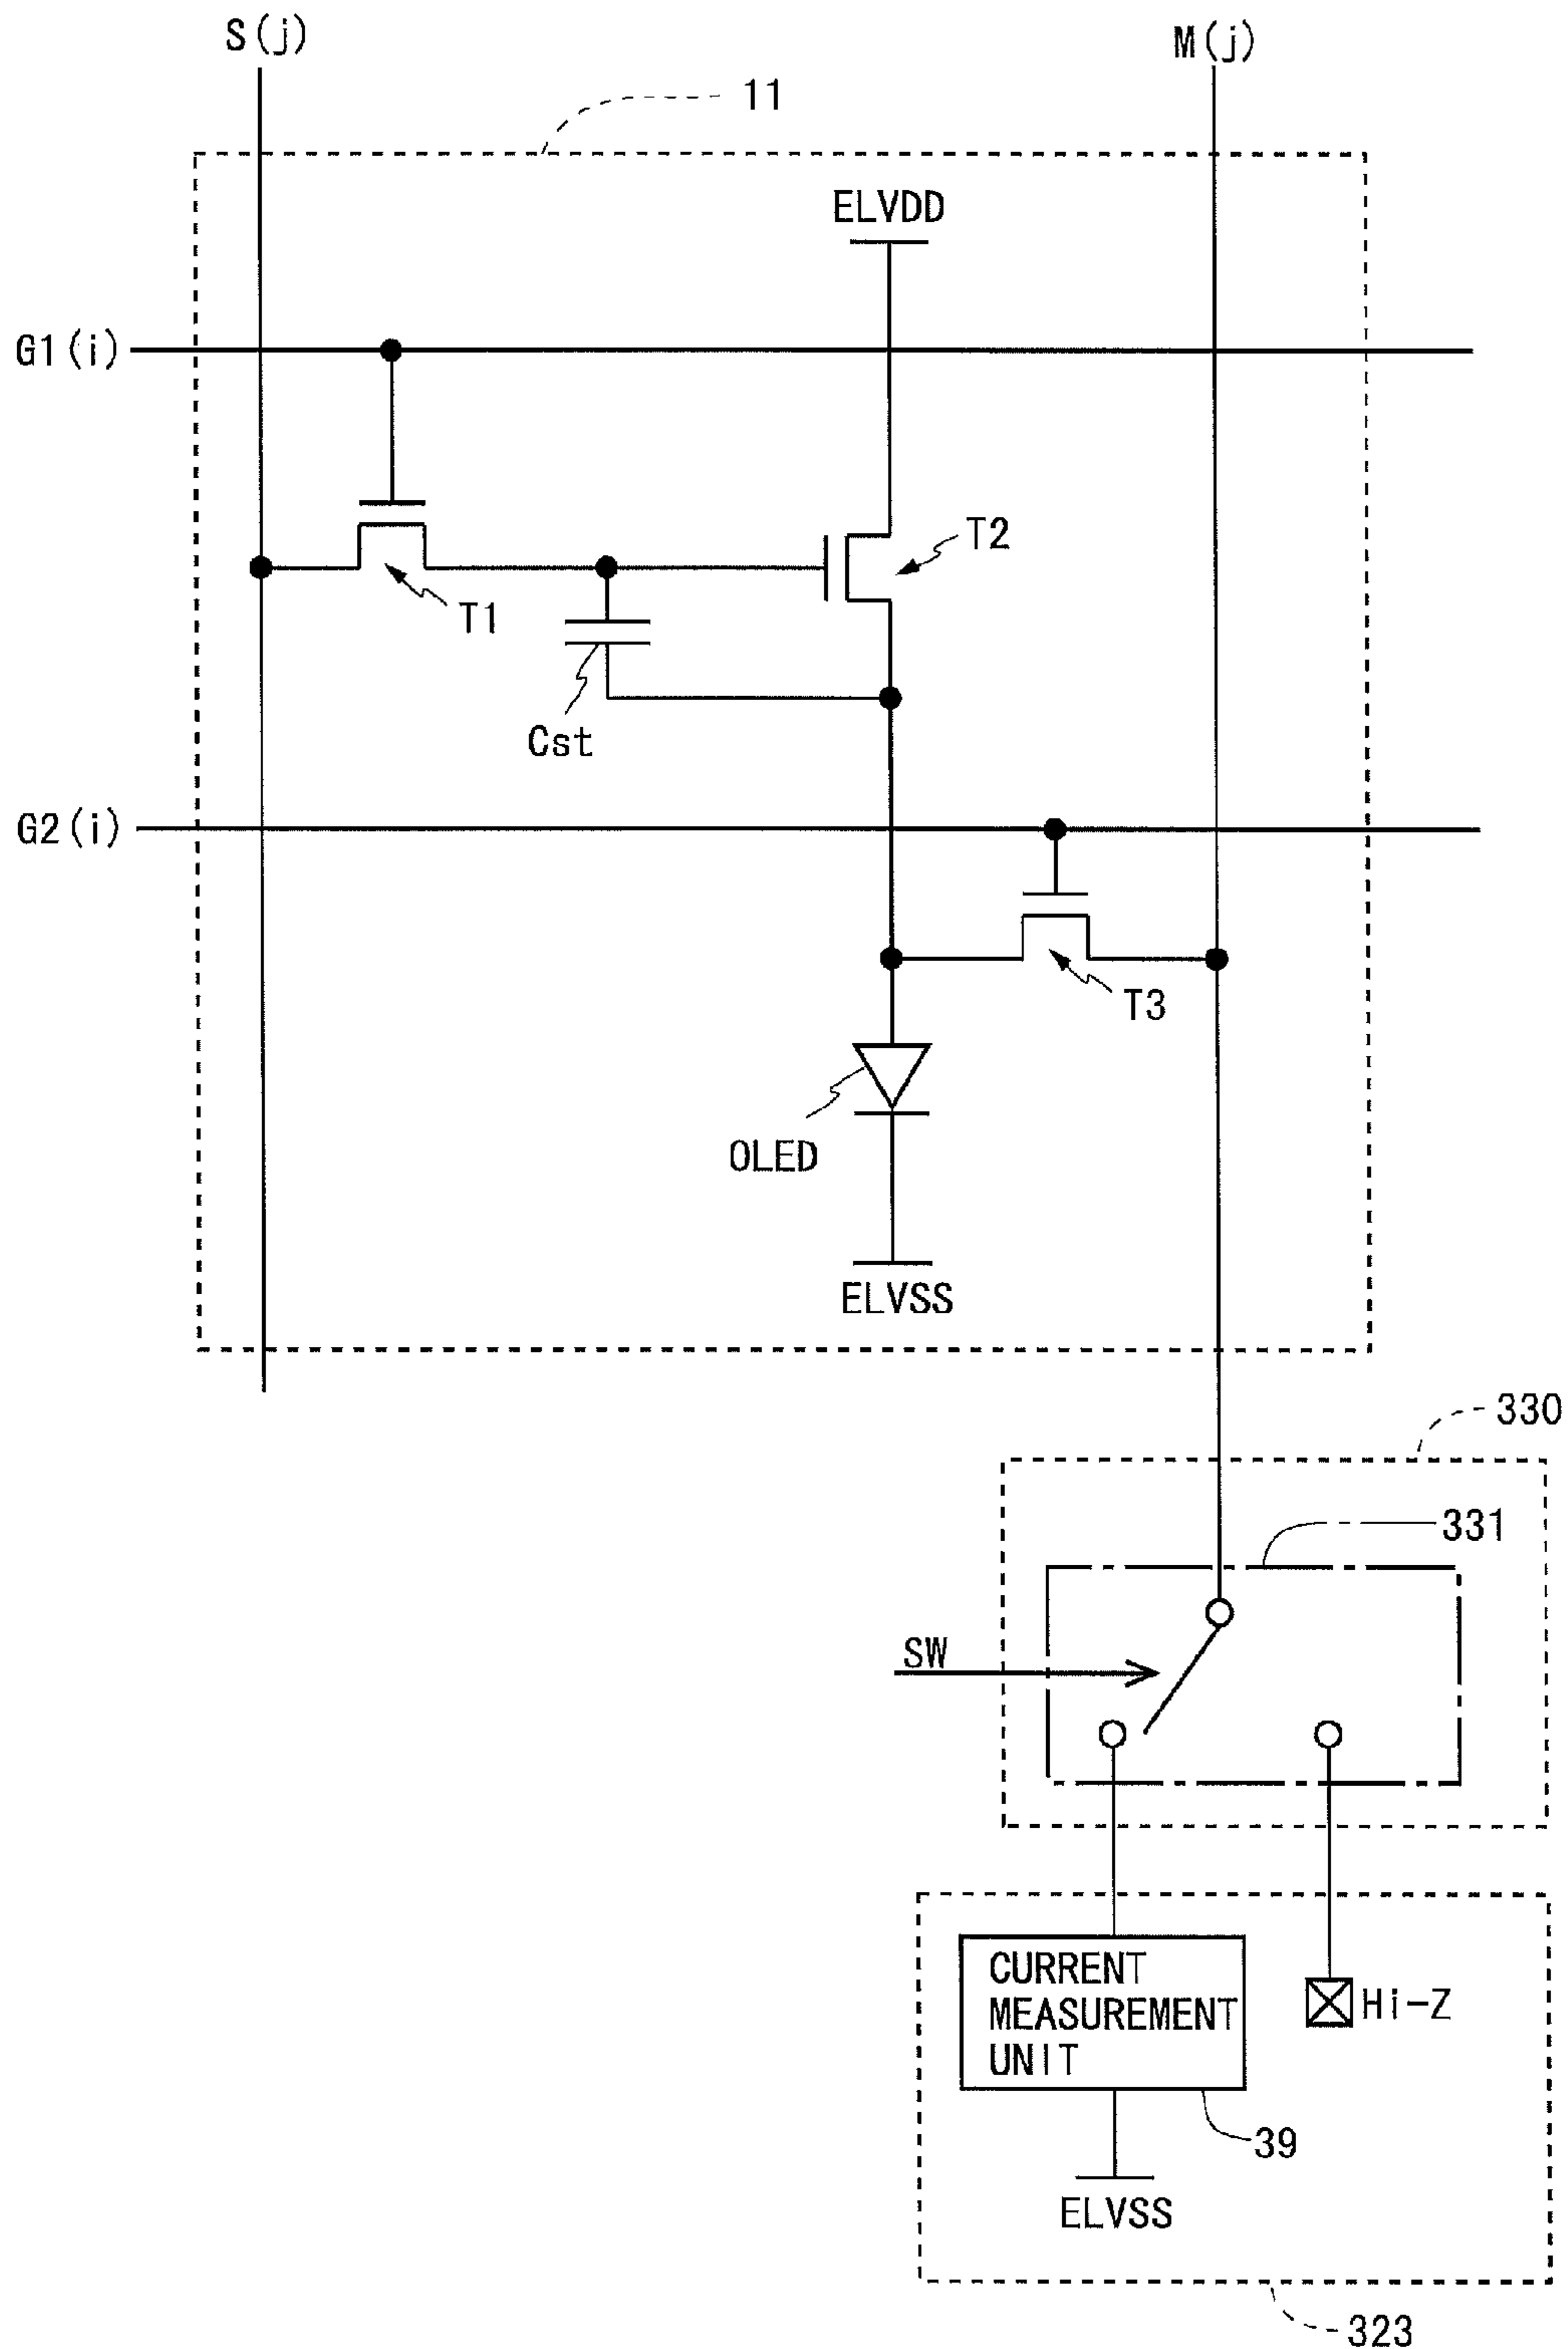 S(j)
M(j)
11
ELVDD
G1(i)
T2
T1
Cst
G2(i)
T3
OLED
ELVSS
330
331
SW
CURRENT
MEASUREMENT
UNIT
Hi-Z
39
ELVSS
323